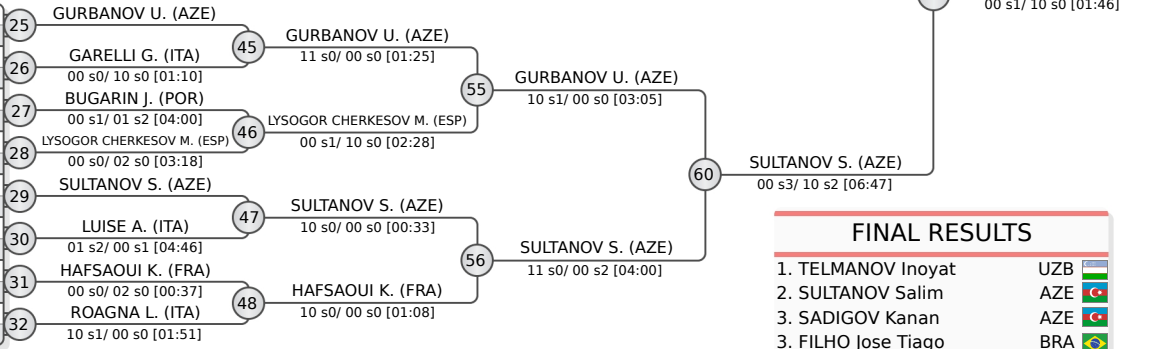 00 s1/ 10 s0 [01:46]
25
GURBANOV U. (AZE)
26
GARELLI G. (ITA)
00 s0/ 10 s0 [01:10]
27
BUGARIN J. (POR)
00 s1/ 01 s2 [04:00]
28
LYSOGOR CHERKESOV M. (ESP)
00 s0/ 02 s0 [03:18]
29
SULTANOV S. (AZE)
30
LUISE A. (ITA)
01 s2/ 00 s1 [04:46]
31
HAFSAOUI K. (FRA)
00 s0/ 02 s0 [00:37]
32
ROAGNA L. (ITA)
10 s1/ 00 s0 [01:51]
45
GURBANOV U. (AZE)
11 s0/ 00 s0 [01:25]
46
LYSOGOR CHERKESOV M. (ESP)
00 s1/ 10 s0 [02:28]
47
SULTANOV S. (AZE)
10 s0/ 00 s0 [00:33]
48
HAFSAOUI K. (FRA)
10 s0/ 00 s0 [01:08]
55
GURBANOV U. (AZE)
10 s1/ 00 s0 [03:05]
56
SULTANOV S. (AZE)
11 s0/ 00 s2 [04:00]
60
SULTANOV S. (AZE)
00 s3/ 10 s2 [06:47]
FINAL RESULTS
1. TELMANOV Inoyat UZB
2. SULTANOV Salim AZE
3. SADIGOV Kanan AZE
3. FILHO Jose Tiago BRA